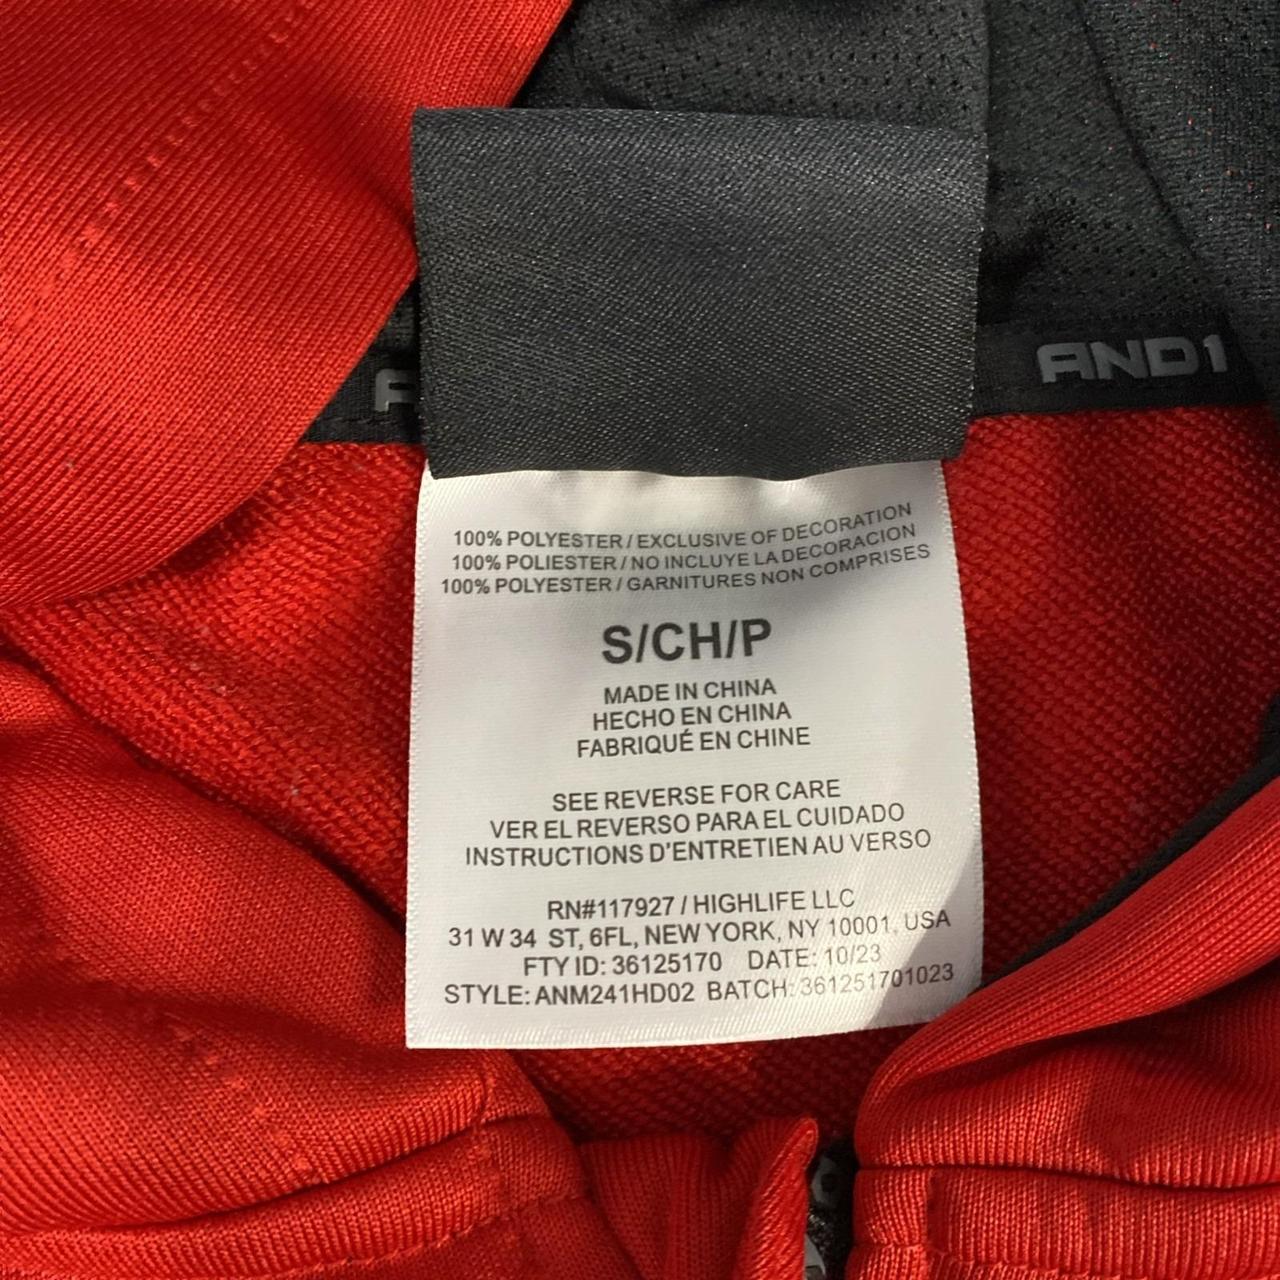 AND1
100% POLYESTER / EXCLUSIVE OF DECORATION
100% POLIESTER / NO INCLUYE LA DECORACION
100% POLYESTER / GARNITURES NON COMPRISES
S/CH/P
MADE IN CHINA
HECHO EN CHINA
FABRIQUÉ EN CHINE
SEE REVERSE FOR CARE
VER EL REVERSO PARA EL CUIDADO
INSTRUCTIONS D'ENTRETIEN AU VERSO
RN#117927 / HIGHLIFE LLC
31 W 34 ST, 6FL, NEW YORK, NY 10001, USA
FTY ID: 36125170 DATE: 10/23
STYLE: ANM241HD02 BATCH: 361251701023